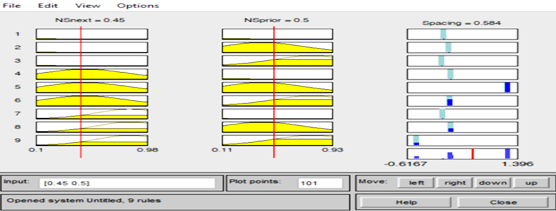 File Edit View Options
NSnext = 0.45 NSprior = 0.5 Spacing = 0.584
1
2
3
4
5
6
7
8
9
0.1 0.98 0.11 0.93
-0.6167 1.396
Input: [0.45 0.5] Plot points: 101 Move: left right down up
Opened system Untitled, 9 rules Help Close